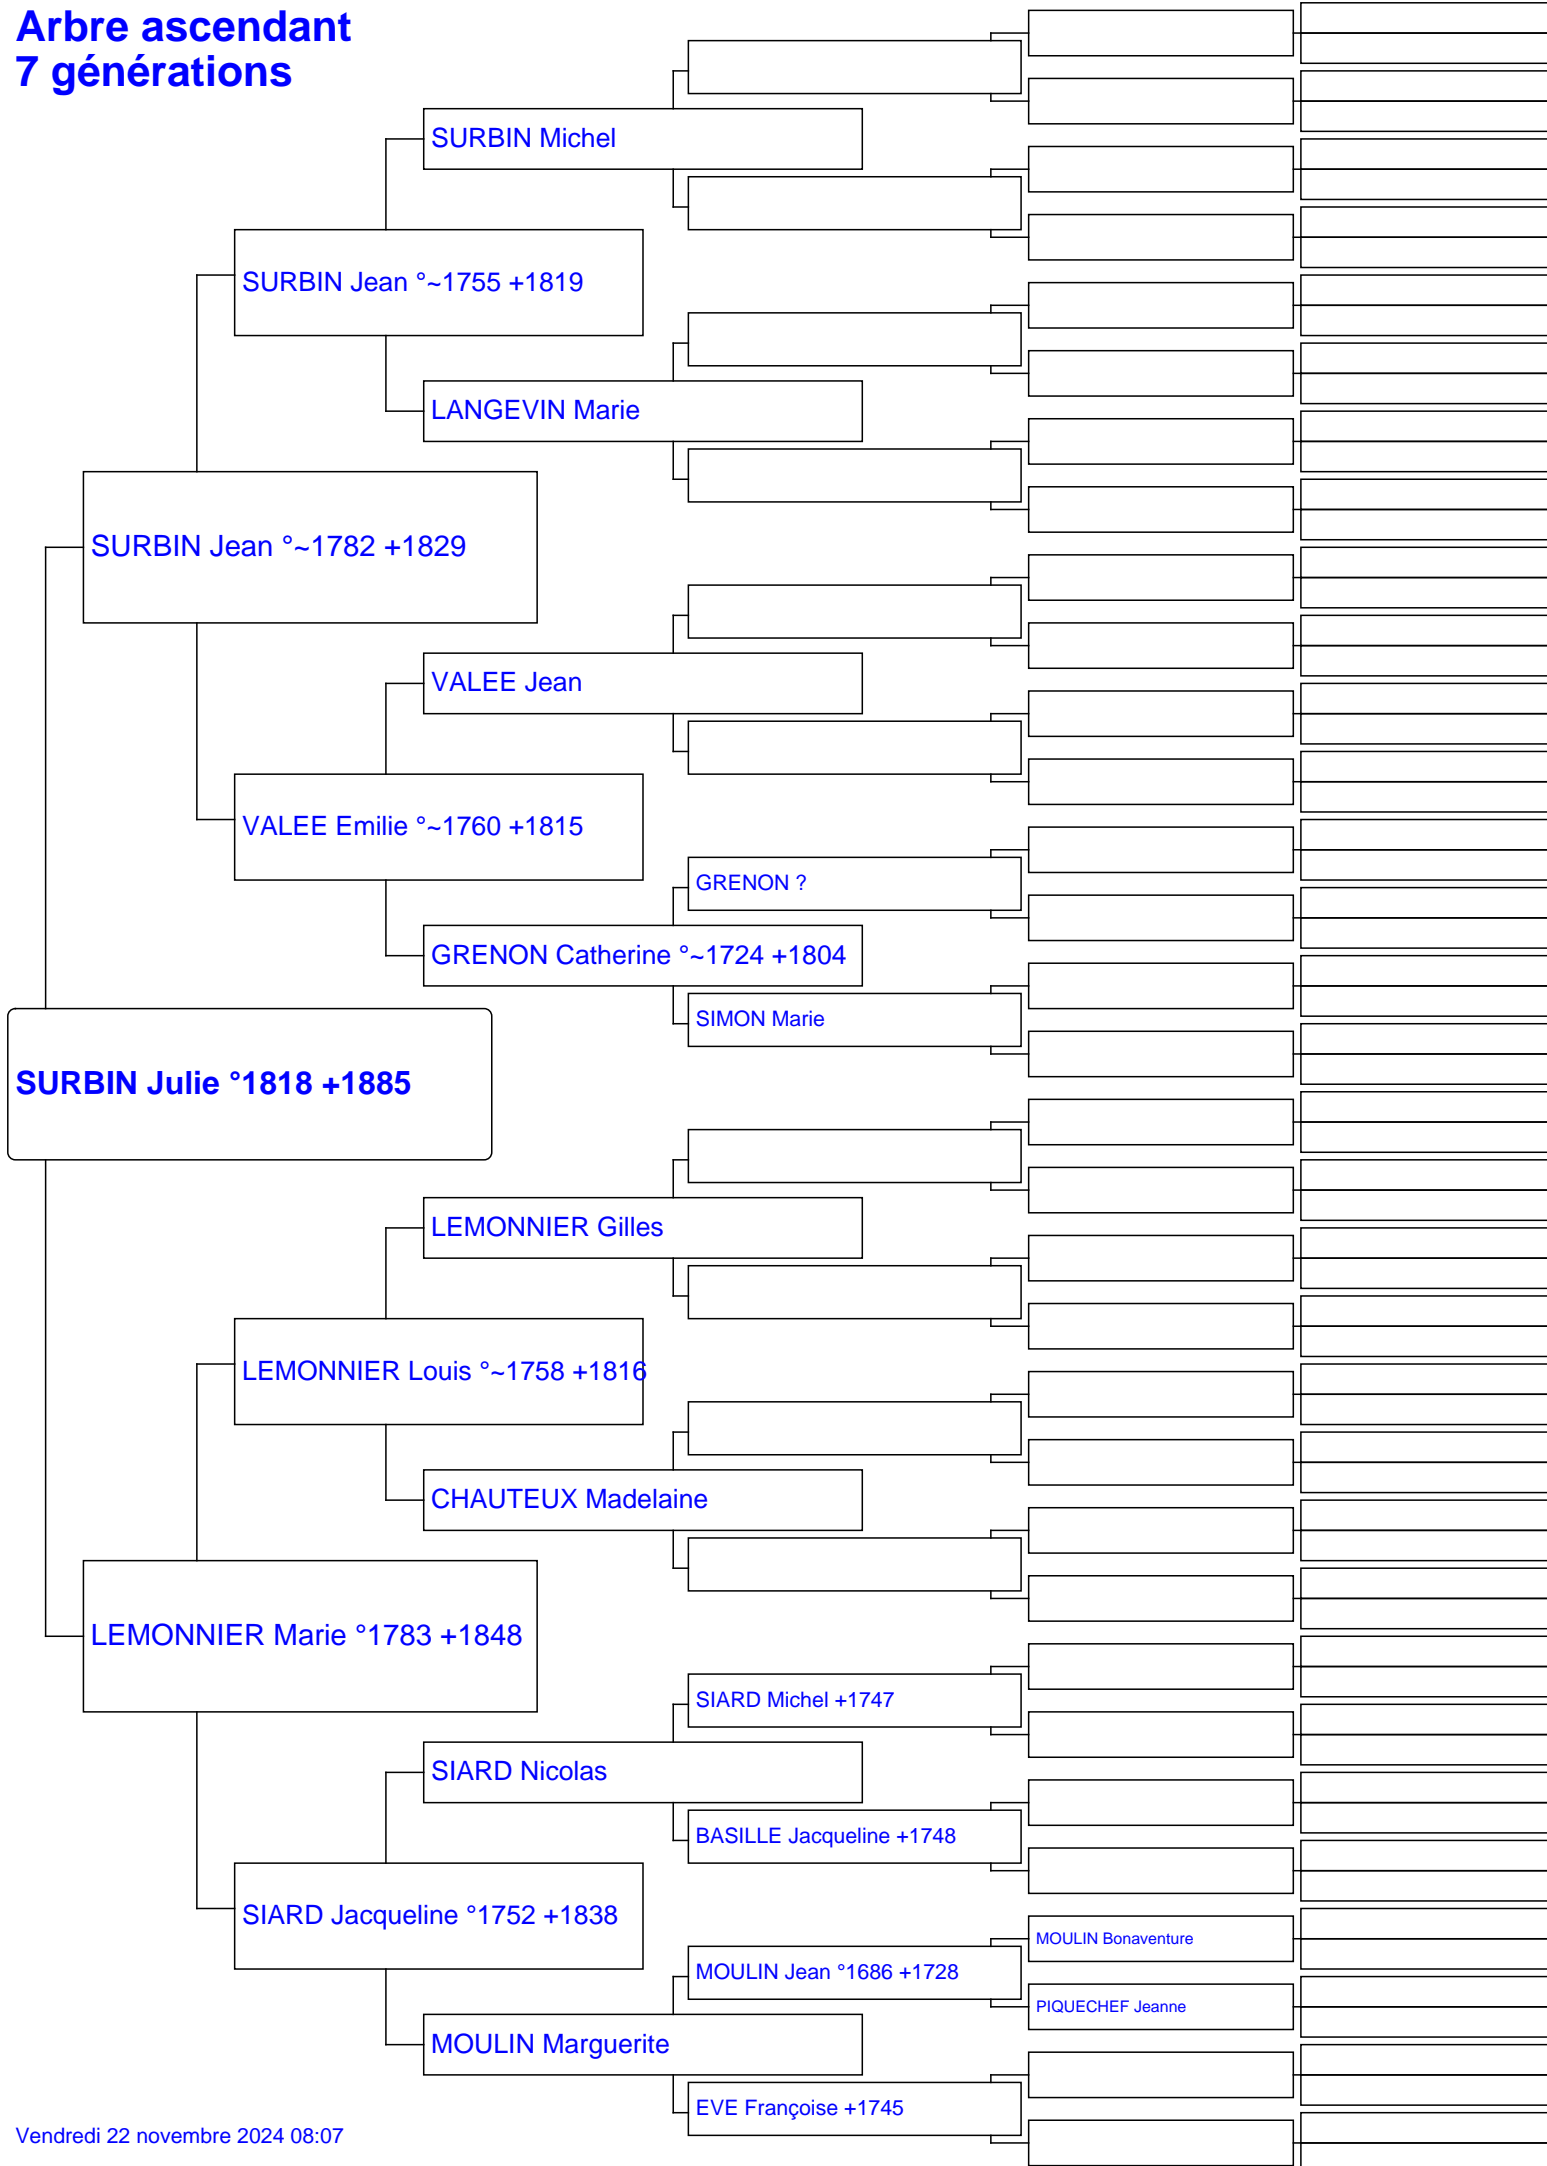 Arbre ascendant
7 générations
SURBIN Michel
SURBIN Jean °~1755 +1819
LANGEVIN Marie
SURBIN Jean °~1782 +1829
VALEE Jean
VALEE Emilie °~1760 +1815
GRENON ?
GRENON Catherine °~1724 +1804
SIMON Marie
SURBIN Julie °1818 +1885
LEMONNIER Gilles
LEMONNIER Louis °~1758 +1816
CHAUTEUX Madelaine
LEMONNIER Marie °1783 +1848
SIARD Michel +1747
SIARD Nicolas
BASILLE Jacqueline +1748
SIARD Jacqueline °1752 +1838
MOULIN Bonaventure
MOULIN Jean °1686 +1728
PIQUECHEF Jeanne
MOULIN Marguerite
EVE Françoise +1745
Vendredi 22 novembre 2024 08:07